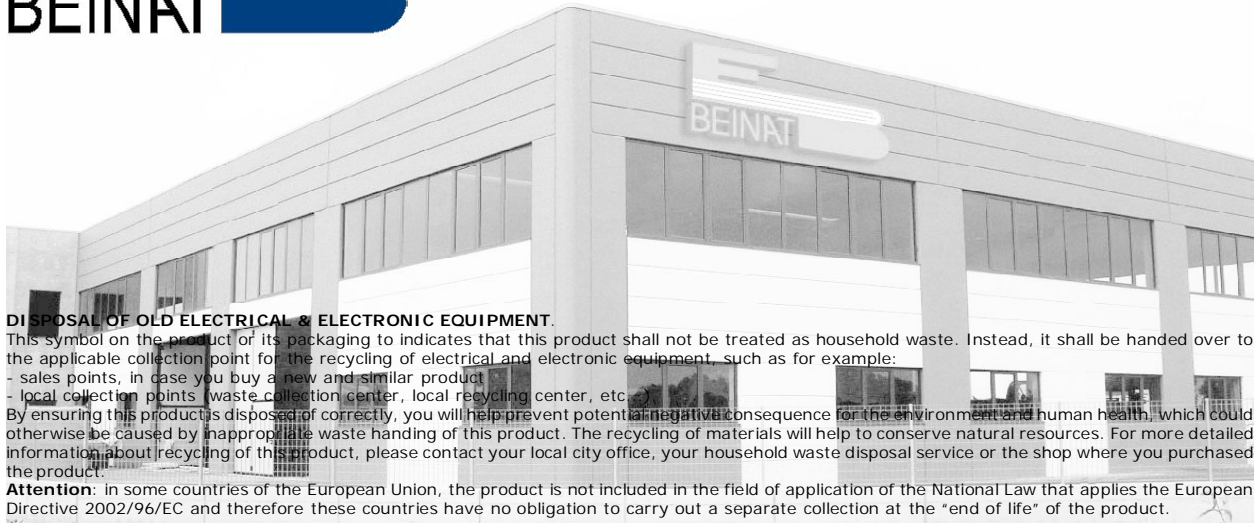 BEINAT
BEINAT
DISPOSAL OF OLD ELECTRICAL & ELECTRONIC EQUIPMENT.
This symbol on the product or its packaging to indicates that this product shall not be treated as household waste. Instead, it shall be handed over to
the applicable collection point for the recycling of electrical and electronic equipment, such as for example:
- sales points, in case you buy a new and similar product
- local collection points (waste collection center, local recycling center, etc...).
By ensuring this product is disposed of correctly, you will help prevent potential negative consequence for the environment and human health, which could
otherwise be caused by inappropriate waste handing of this product. The recycling of materials will help to conserve natural resources. For more detailed
information about recycling of this product, please contact your local city office, your household waste disposal service or the shop where you purchased
the product.
Attention: in some countries of the European Union, the product is not included in the field of application of the National Law that applies the European
Directive 2002/96/EC and therefore these countries have no obligation to carry out a separate collection at the “end of life” of the product.